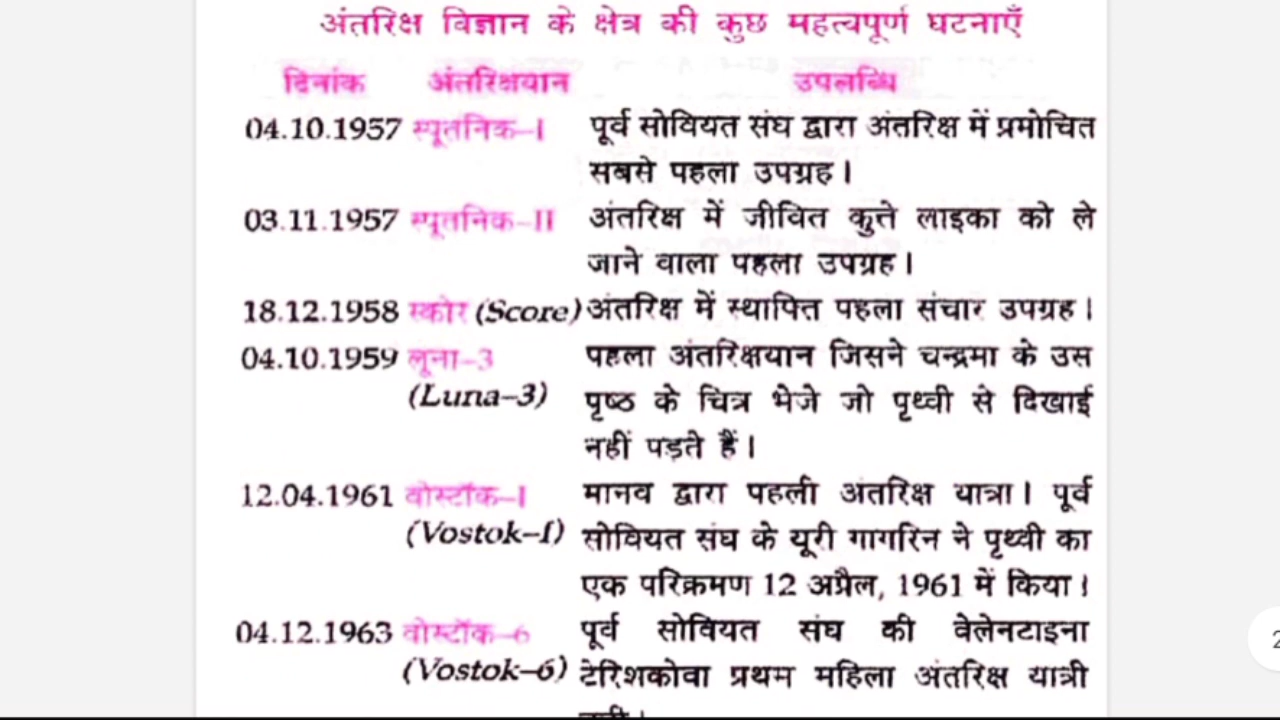 अंतरिक्ष विज्ञान के क्षेत्र की कुछ महत्वपूर्ण घटनाएँ
दिनांक अंतरिक्षयान उपलब्धि
04.10.1957 स्पूतनिक–I पूर्व सोवियत संघ द्वारा अंतरिक्ष में प्रमोचित
सबसे पहला उपग्रह।
03.11.1957 स्पूतनिक–II अंतरिक्ष में जीवित कुत्ते लाइका को ले
जाने वाला पहला उपग्रह।
18.12.1958 स्कोर (Score) अंतरिक्ष में स्थापित पहला संचार उपग्रह।
04.10.1959 लूना–3 पहला अंतरिक्षयान जिसने चन्द्रमा के उस
(Luna–3) पृष्ठ के चित्र भेजे जो पृथ्वी से दिखाई
नहीं पड़ते हैं।
12.04.1961 वोस्टॉक–I मानव द्वारा पहली अंतरिक्ष यात्रा। पूर्व
(Vostok–I) सोवियत संघ के यूरी गागरिन ने पृथ्वी का
एक परिक्रमण 12 अप्रैल, 1961 में किया।
04.12.1963 वोस्टॉक–6 पूर्व सोवियत संघ की वेलेनटाइना
(Vostok–6) टेरिशकोवा प्रथम महिला अंतरिक्ष यात्री
2